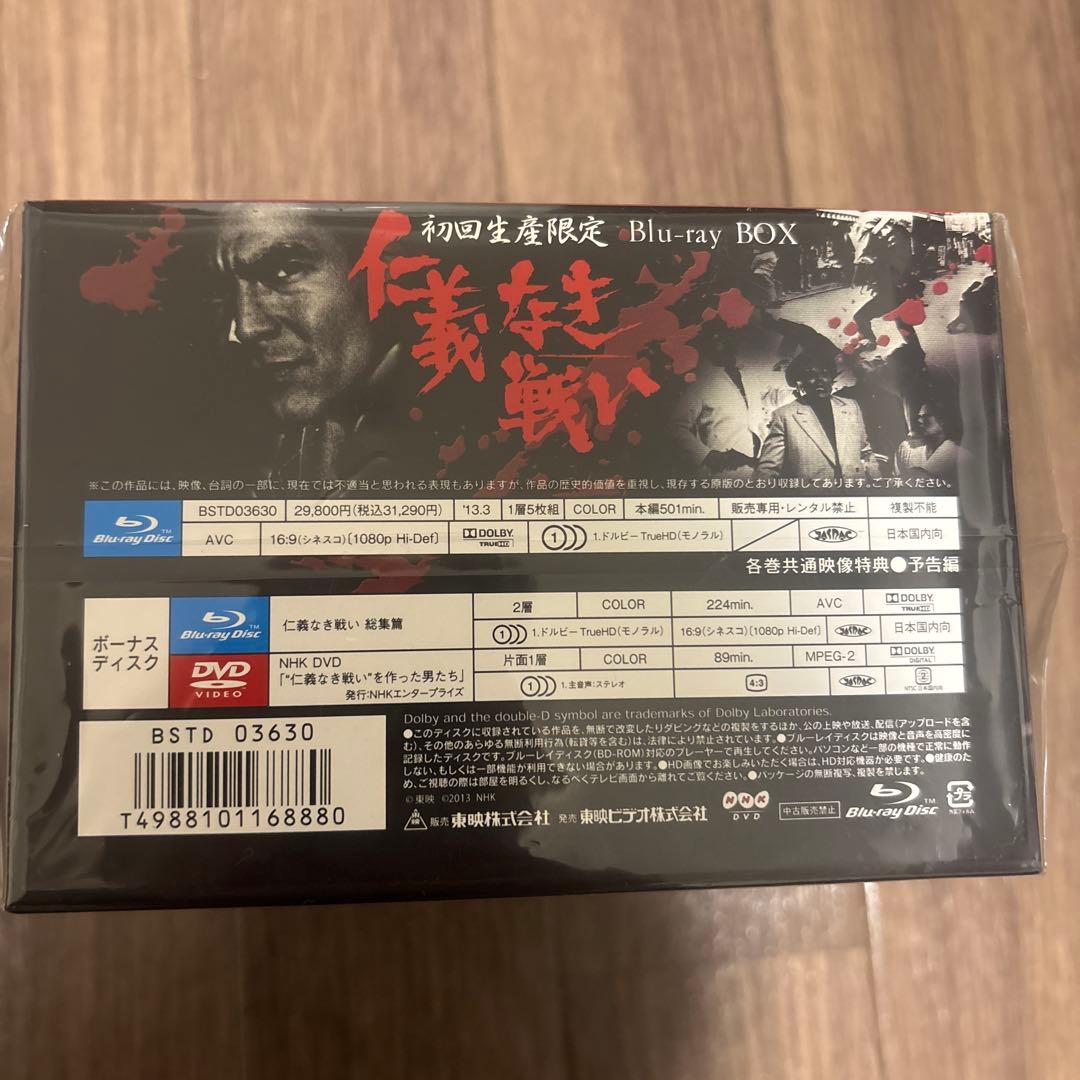 初回生産限定 Blu-ray BOX
仁義なき戦い
※この作品には、映像、台詞の一部に、現在では不適当と思われる表現もありますが、作品の歴史的価値を重視し、現存する原版のとおり収録してあります。ご了承ください。
Blu-ray Disc™
BSTD03630 29,800円(税込31,290円) '13.3 1層5枚組 COLOR 本編501min. 販売専用・レンタル禁止 複製不能
AVC 16:9(シネスコ)[1080p Hi-Def] DOLBY TRUEHD 1 1.ドルビーTrueHD(モノラル) JASRAC 日本国内向
各巻共通映像特典●予告編
ボーナスディスク
Blu-ray Disc™
仁義なき戦い 総集篇
2層 COLOR 224min. AVC DOLBY TRUEHD
1 1.ドルビーTrueHD(モノラル) 16:9(シネスコ)[1080p Hi-Def] JASRAC 日本国内向
DVD VIDEO
NHK DVD
「“仁義なき戦い”を作った男たち」
発行:NHKエンタープライズ
片面1層 COLOR 89min. MPEG-2 DOLBY DIGITAL
1 1.主音声:ステレオ 4:3 JASRAC 2 NTSC 日本国内向
BSTD 03630
T4988101168880
Dolby and the double-D symbol are trademarks of Dolby Laboratories.
●このディスクに収録されている作品を、無断で改変したりダビングなどの複製をするほか、公の上映や放送、配信(アップロードを含
む)、その他のあらゆる無断利用行為(転貸等を含む)は、法律により禁止されています。●ブルーレイディスクは映像と音声を高密度に
記録したディスクです。ブルーレイディスク(BD-ROM)対応のプレーヤーで再生してください。パソコンなど一部の機種で正常に動作
しない、もしくは一部機能が利用できない場合があります。●HD画像でお楽しみいただく場合は、HD対応機器が必要です。●健康のた
め、ご視聴の際は部屋を明るくし、なるべくテレビ画面から離れてご覧ください。●パッケージの無断複写、複製を禁じます。
©東映 ©2013 NHK
東映 販売 東映株式会社 発売 東映ビデオ株式会社 NHK DVD 中古販売禁止 Blu-ray Disc プラ